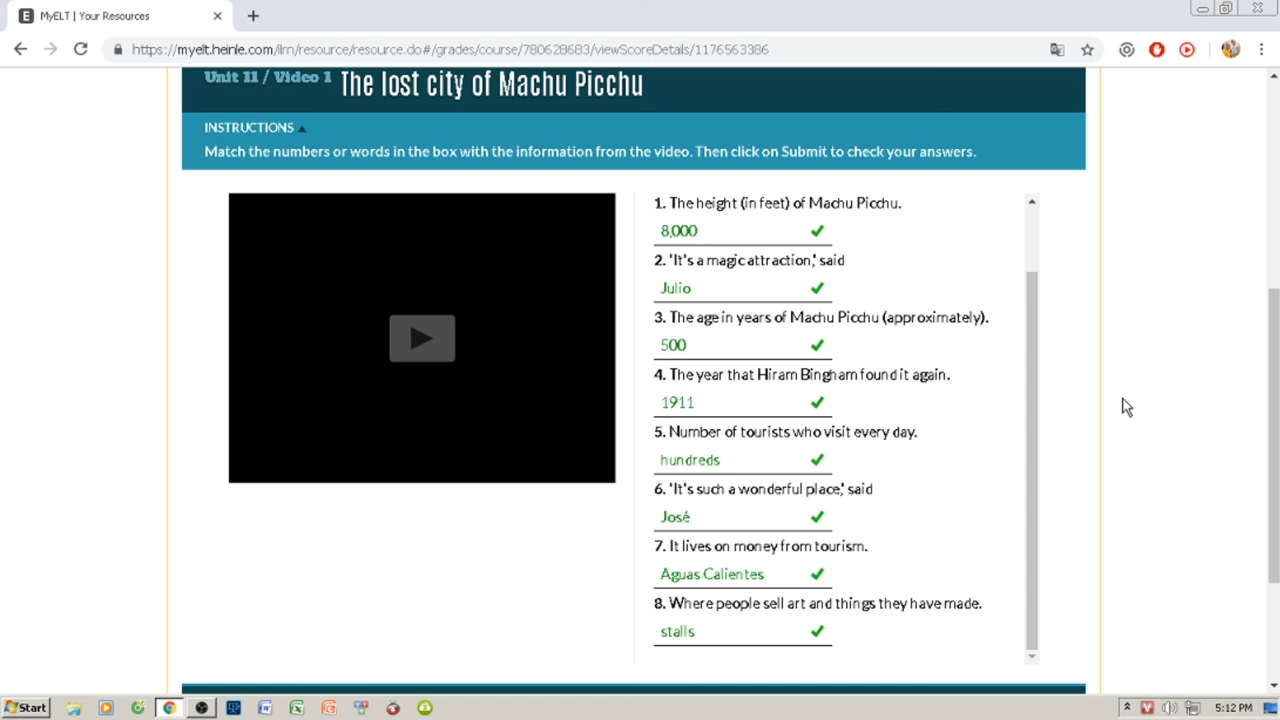 MyELT | Your Resources
https://myelt.heinle.com/ilrn/resource/resource.do#/grades/course/780628683/viewScoreDetails/1176563386
Unit 11 / Video 1 The lost city of Machu Picchu
INSTRUCTIONS
Match the numbers or words in the box with the information from the video. Then click on Submit to check your answers.
1. The height (in feet) of Machu Picchu.
8,000
2. 'It's a magic attraction,' said
Julio
3. The age in years of Machu Picchu (approximately).
500
4. The year that Hiram Bingham found it again.
1911
5. Number of tourists who visit every day.
hundreds
6. 'It's such a wonderful place,' said
José
7. It lives on money from tourism.
Aguas Calientes
8. Where people sell art and things they have made.
stalls
Start
5:12 PM